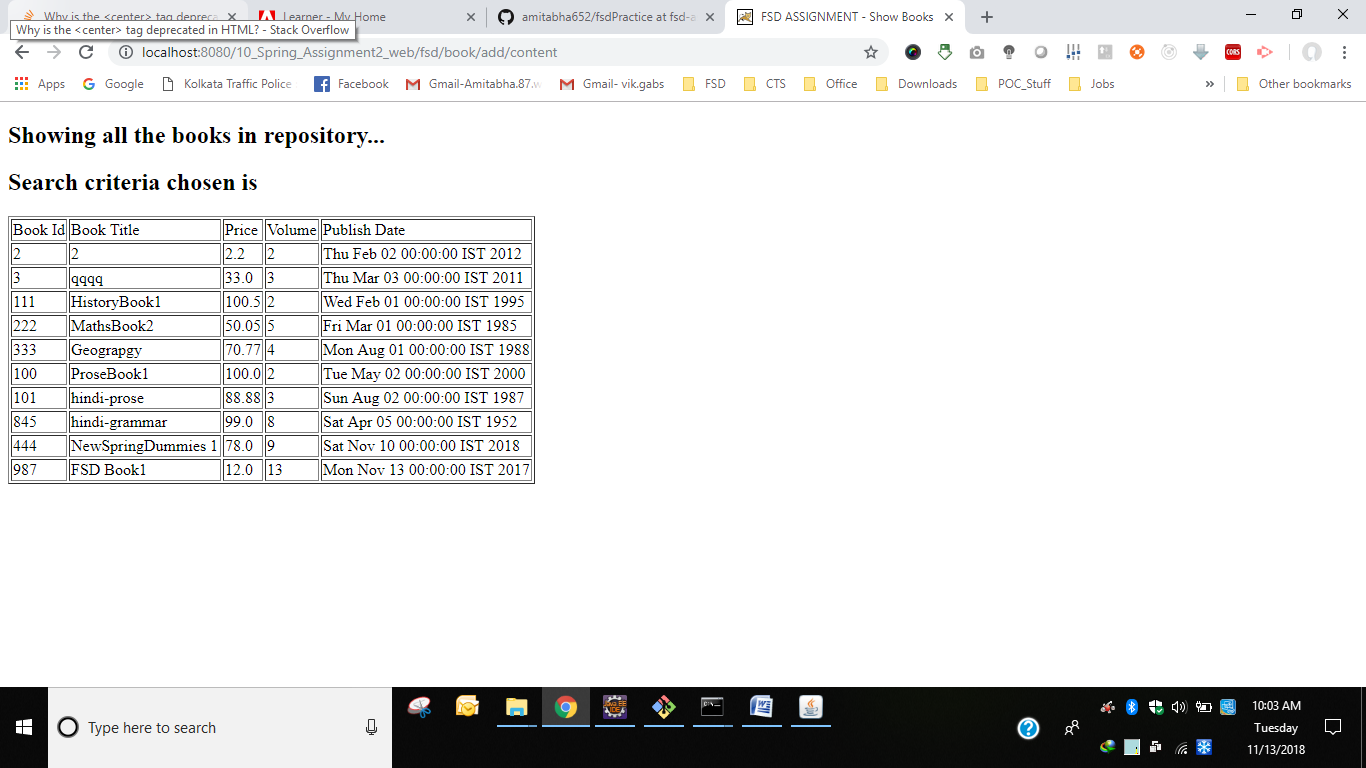 Why is the <center> tag depreca
Learner - My Home
amitabha652/fsdPractice at fsd-a
FSD ASSIGNMENT - Show Books
Why is the <center> tag deprecated in HTML? - Stack Overflow
localhost:8080/10_Spring_Assignment2_web/fsd/book/add/content
CORS
Apps Google Kolkata Traffic Police Facebook Gmail-Amitabha.87.w Gmail- vik.gabs FSD CTS Office Downloads POC_Stuff Jobs » Other bookmarks
Showing all the books in repository...
Search criteria chosen is
Book Id Book Title Price Volume Publish Date
2 2 2.2 2 Thu Feb 02 00:00:00 IST 2012
3 qqqq 33.0 3 Thu Mar 03 00:00:00 IST 2011
111 HistoryBook1 100.5 2 Wed Feb 01 00:00:00 IST 1995
222 MathsBook2 50.05 5 Fri Mar 01 00:00:00 IST 1985
333 Geograpgy 70.77 4 Mon Aug 01 00:00:00 IST 1988
100 ProseBook1 100.0 2 Tue May 02 00:00:00 IST 2000
101 hindi-prose 88.88 3 Sun Aug 02 00:00:00 IST 1987
845 hindi-grammar 99.0 8 Sat Apr 05 00:00:00 IST 1952
444 NewSpringDummies 1 78.0 9 Sat Nov 10 00:00:00 IST 2018
987 FSD Book1 12.0 13 Mon Nov 13 00:00:00 IST 2017
Type here to search
10:03 AM
Tuesday
11/13/2018